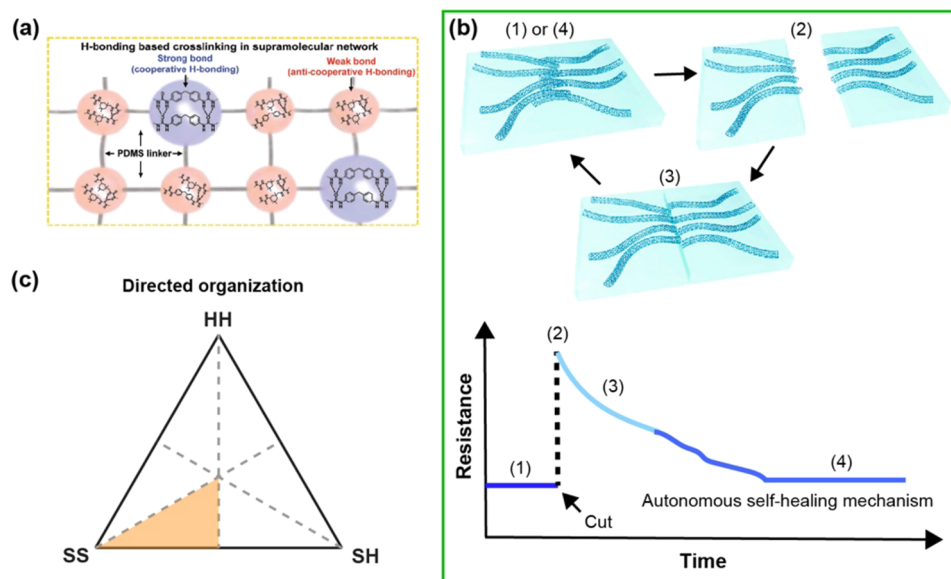 (a)
H-bonding based crosslinking in supramolecular network
Strong bond
(cooperative H-bonding)
Weak bond
(anti-cooperative H-bonding)
PDMS linker
(b)
(1) or (4)
(2)
(3)
(c)
Directed organization
HH
SS
SH
Resistance
(2)
(3)
(1)
(4)
Autonomous self-healing mechanism
Cut
Time